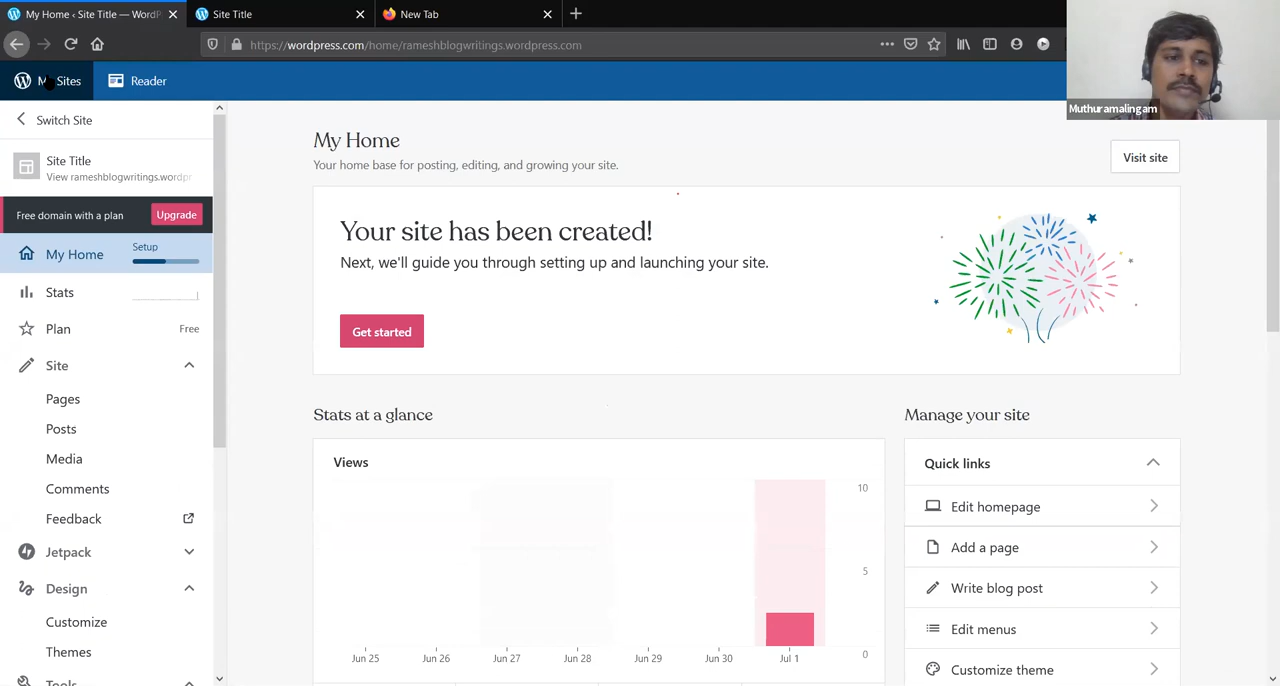 My Home ‹ Site Title — WordP
Site Title
New Tab
https://wordpress.com/home/rameshblogwritings.wordpress.com
Sites
Reader
Muthuramalingam
Switch Site
Site Title
View rameshblogwritings.wordpr
Free domain with a plan
Upgrade
My Home
Setup
Stats
Plan
Free
Site
Pages
Posts
Media
Comments
Feedback
Jetpack
Design
Customize
Themes
Tools
My Home
Your home base for posting, editing, and growing your site.
Visit site
Your site has been created!
Next, we'll guide you through setting up and launching your site.
Get started
Stats at a glance
Views
10
5
0
Jun 25
Jun 26
Jun 27
Jun 28
Jun 29
Jun 30
Jul 1
Manage your site
Quick links
Edit homepage
Add a page
Write blog post
Edit menus
Customize theme